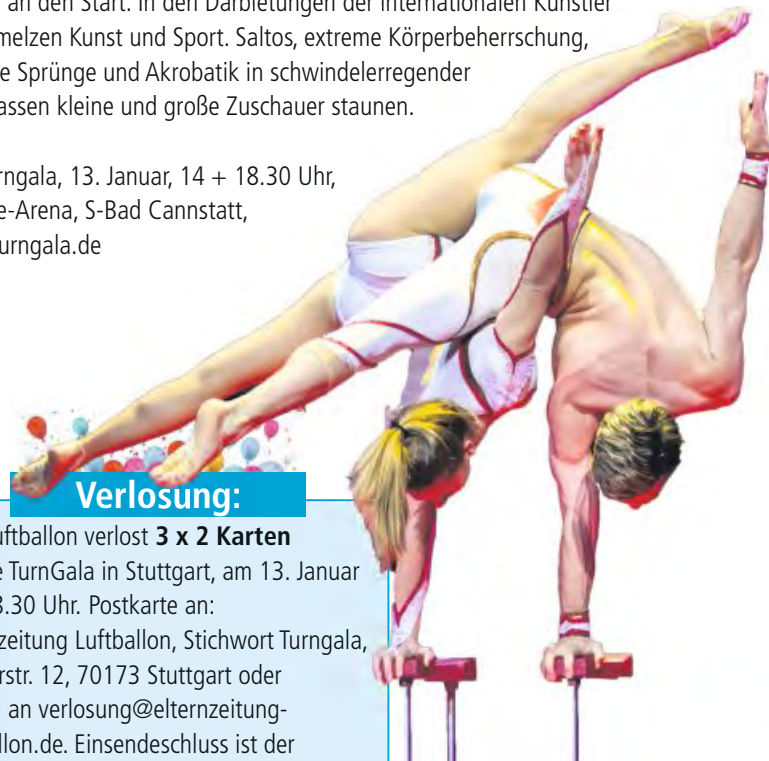 an den Start. In den Darbietungen der internationalen Künstler
melzen Kunst und Sport. Saltos, extreme Körperbeherrschung,
e Sprünge und Akrobatik in schwindelerregender
assen kleine und große Zuschauer staunen.
rngala, 13. Januar, 14 + 18.30 Uhr,
e-Arena, S-Bad Cannstatt,
urngala.de
Verlosung:
uftballon verlost 3 x 2 Karten
e TurnGala in Stuttgart, am 13. Januar
8.30 Uhr. Postkarte an:
zeitung Luftballon, Stichwort Turngala,
rstr. 12, 70173 Stuttgart oder
an verlosung@elternzeitung-
llon.de. Einsendeschluss ist der